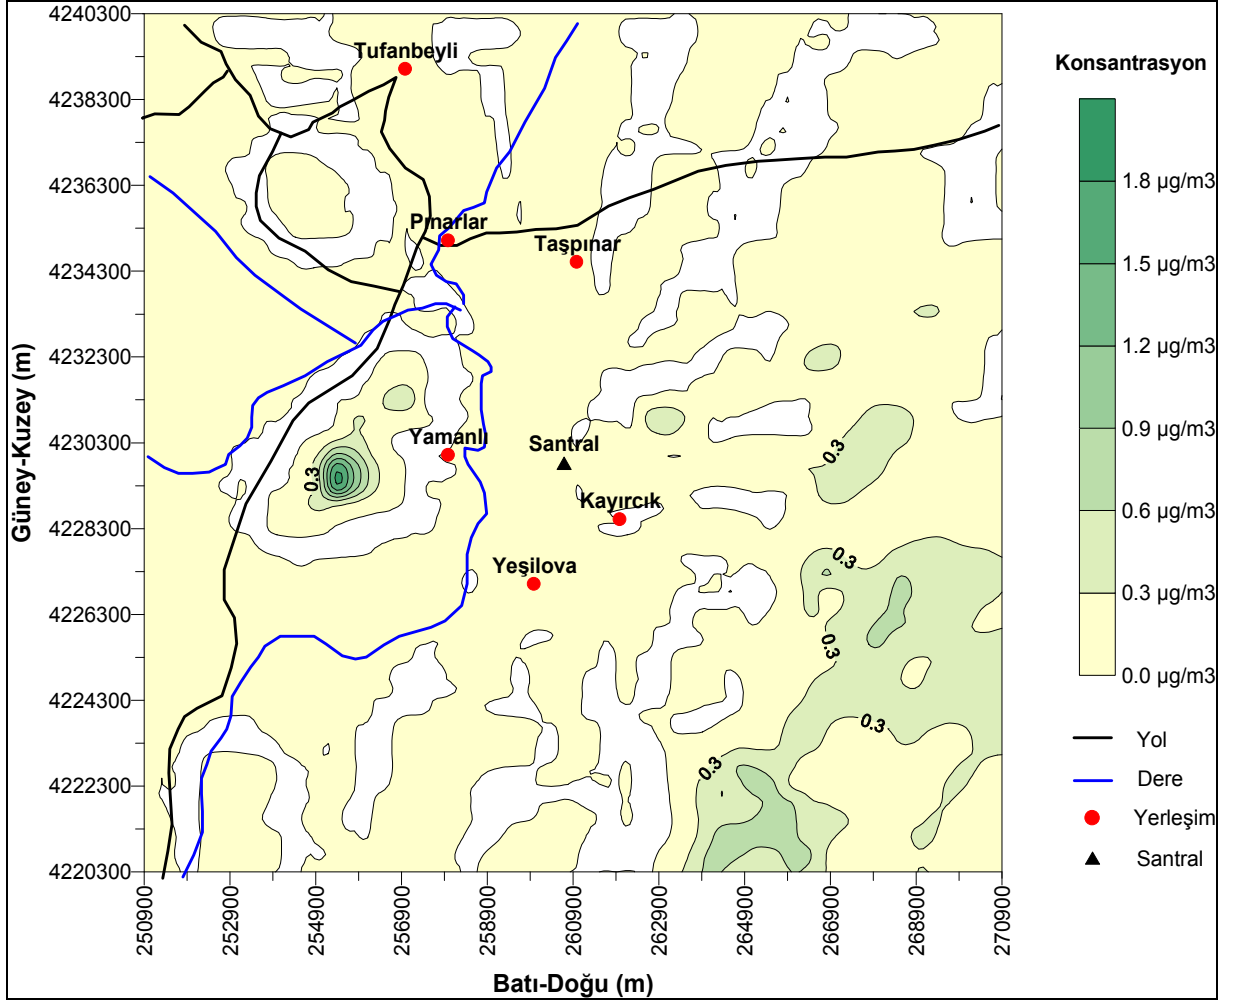 4240300
4238300
4236300
4234300
4232300
4230300
4228300
4226300
4224300
4222300
4220300
Güney-Kuzey (m)
Tufanbeyli
Pınarlar
Taşpınar
Yamanlı
Santral
Kayırcık
Yeşilova
0.3
0.3
0.3
0.3
0.3
0.3
250900
252900
254900
256900
258900
260900
262900
264900
266900
268900
270900
Batı-Doğu (m)
Konsantrasyon
1.8 µg/m3
1.5 µg/m3
1.2 µg/m3
0.9 µg/m3
0.6 µg/m3
0.3 µg/m3
0.0 µg/m3
Yol
Dere
Yerleşim
Santral